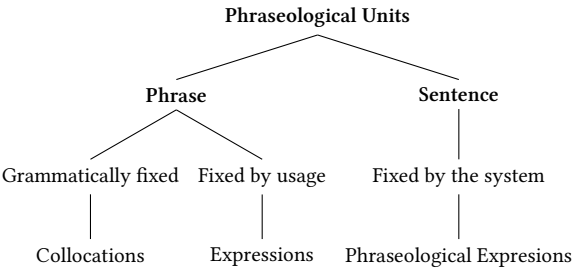 Phraseological Units
Phrase Sentence
Grammatically fixed Fixed by usage Fixed by the system
Collocations Expressions Phraseological Expresions